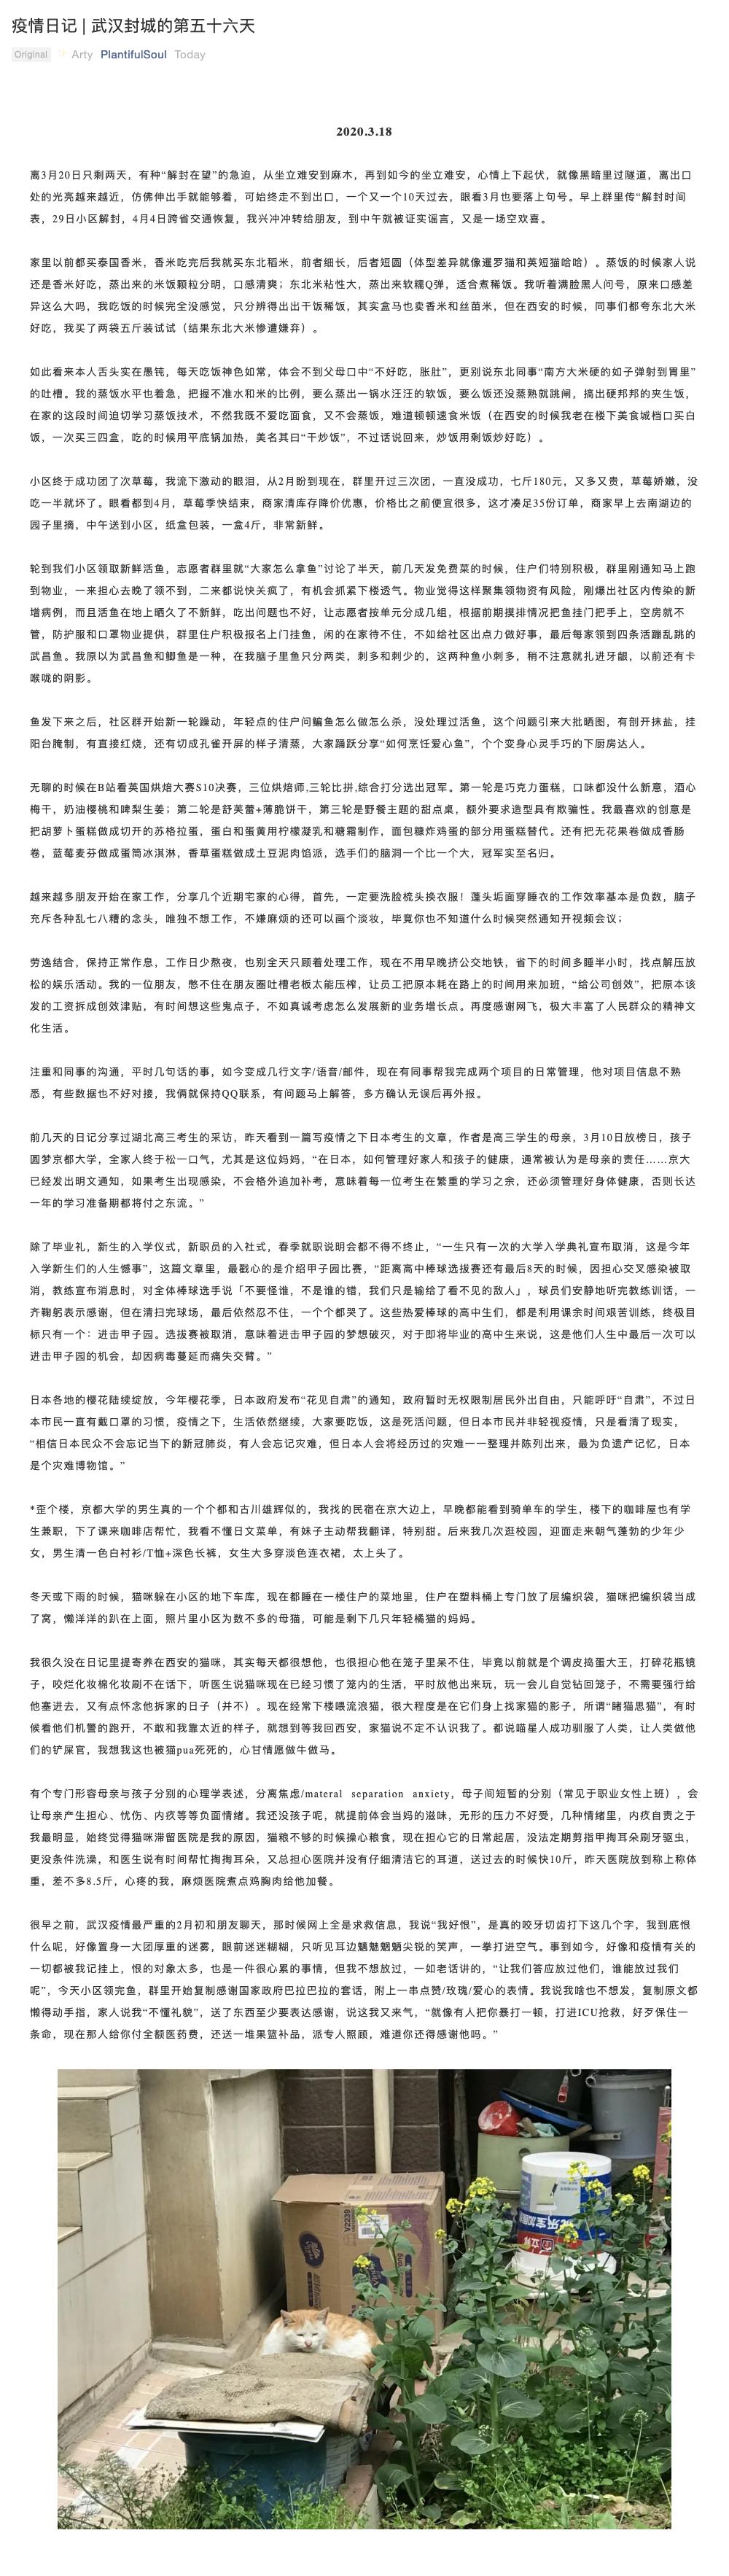 疫情日记 | 武汉封城的第五十六天
Original Arty PlantifulSoul Today
2020.3.18
离3月20日只剩两天，有种“解封在望”的急迫，从坐立难安到麻木，再到如今的坐立难安，心情上下起伏，就像黑暗里过隧道，离出口
处的光亮越来越近，仿佛伸出手就能够着，可始终走不到出口，一个又一个10天过去，眼看3月也要落上句号。早上群里传“解封时间
表，29日小区解封，4月4日跨省交通恢复，我兴冲冲转给朋友，到中午就被证实谣言，又是一场空欢喜。
家里以前都买泰国香米，香米吃完后我就买东北稻米，前者细长，后者短圆（体型差异就像暹罗猫和英短猫哈哈）。蒸饭的时候家人说
还是香米好吃，蒸出来的米饭颗粒分明，口感清爽；东北米粘性大，蒸出来软糯Q弹，适合煮稀饭。我听着满脸黑人问号，原来口感差
异这么大吗，我吃饭的时候完全没感觉，只分辨得出出干饭稀饭，其实盒马也卖香米和丝苗米，但在西安的时候，同事们都夸东北大米
好吃，我买了两袋五斤装试试（结果东北大米惨遭嫌弃）。
如此看来本人舌头实在愚钝，每天吃饭神色如常，体会不到父母口中“不好吃，胀肚”，更别说东北同事“南方大米硬的如子弹射到胃里”
的吐槽。我的蒸饭水平也着急，把握不准水和米的比例，要么蒸出一锅水汪汪的软饭，要么饭还没蒸熟就跳闸，搞出硬邦邦的夹生饭，
在家的这段时间迫切学习蒸饭技术，不然我既不爱吃面食，又不会蒸饭，难道顿顿速食米饭（在西安的时候我老在楼下美食城档口买白
饭，一次买三四盒，吃的时候用平底锅加热，美名其曰“干炒饭”，不过话说回来，炒饭用剩饭炒好吃）。
小区终于成功团了次草莓，我流下激动的眼泪，从2月盼到现在，群里开过三次团，一直没成功，七斤180元，又多又贵，草莓娇嫩，没
吃一半就坏了。眼看都到4月，草莓季快结束，商家清库存降价优惠，价格比之前便宜很多，这才凑足35份订单，商家早上去南湖边的
园子里摘，中午送到小区，纸盒包装，一盒4斤，非常新鲜。
轮到我们小区领取新鲜活鱼，志愿者群里就“大家怎么拿鱼”讨论了半天，前几天发免费菜的时候，住户们特别积极，群里刚通知马上跑
到物业，一来担心去晚了领不到，二来都说快关疯了，有机会抓紧下楼透气。物业觉得这样聚集领物资有风险，刚爆出社区内传染的新
增病例，而且活鱼在地上晒久了不新鲜，吃出问题也不好，让志愿者按单元分成几组，根据前期摸排情况把鱼挂门把手上，空房就不
管，防护服和口罩物业提供，群里住户积极报名上门挂鱼，闲的在家待不住，不如给社区出点力做好事，最后每家领到四条活蹦乱跳的
武昌鱼。我原以为武昌鱼和鲫鱼是一种，在我脑子里鱼只分两类，刺多和刺少的，这两种鱼小刺多，稍不注意就扎进牙龈，以前还有卡
喉咙的阴影。
鱼发下来之后，社区群开始新一轮躁动，年轻点的住户问鳊鱼怎么做怎么杀，没处理过活鱼，这个问题引来大批晒图，有剖开抹盐，挂
阳台腌制，有直接红烧，还有切成孔雀开屏的样子清蒸，大家踊跃分享“如何烹饪爱心鱼”，个个变身心灵手巧的下厨房达人。
无聊的时候在B站看英国烘焙大赛S10决赛，三位烘焙师,三轮比拼,综合打分选出冠军。第一轮是巧克力蛋糕，口味都没什么新意，酒心
梅干，奶油樱桃和啤梨生姜；第二轮是舒芙蕾+薄脆饼干，第三轮是野餐主题的甜点桌，额外要求造型具有欺骗性。我最喜欢的创意是
把胡萝卜蛋糕做成切开的苏格拉蛋，蛋白和蛋黄用柠檬凝乳和糖霜制作，面包糠炸鸡蛋的部分用蛋糕替代。还有把无花果卷做成香肠
卷，蓝莓麦芬做成蛋筒冰淇淋，香草蛋糕做成土豆泥肉馅派，选手们的脑洞一个比一个大，冠军实至名归。
越来越多朋友开始在家工作，分享几个近期宅家的心得，首先，一定要洗脸梳头换衣服！蓬头垢面穿睡衣的工作效率基本是负数，脑子
充斥各种乱七八糟的念头，唯独不想工作，不嫌麻烦的还可以画个淡妆，毕竟你也不知道什么时候突然通知开视频会议；
劳逸结合，保持正常作息，工作日少熬夜，也别全天只顾着处理工作，现在不用早晚挤公交地铁，省下的时间多睡半小时，找点解压放
松的娱乐活动。我的一位朋友，憋不住在朋友圈吐槽老板太能压榨，让员工把原本耗在路上的时间用来加班，“给公司创效”，把原本该
发的工资拆成创效津贴，有时间想这些鬼点子，不如真诚考虑怎么发展新的业务增长点。再度感谢网飞，极大丰富了人民群众的精神文
化生活。
注重和同事的沟通，平时几句话的事，如今变成几行文字/语音/邮件，现在有同事帮我完成两个项目的日常管理，他对项目信息不熟
悉，有些数据也不好对接，我俩就保持QQ联系，有问题马上解答，多方确认无误后再外报。
前几天的日记分享过湖北高三考生的采访，昨天看到一篇写疫情之下日本考生的文章，作者是高三学生的母亲，3月10日放榜日，孩子
圆梦京都大学，全家人终于松一口气，尤其是这位妈妈，“在日本，如何管理好家人和孩子的健康，通常被认为是母亲的责任……京大
已经发出明文通知，如果考生出现感染，不会格外追加补考，意味着每一位考生在繁重的学习之余，还必须管理好身体健康，否则长达
一年的学习准备期都将付之东流。”
除了毕业礼，新生的入学仪式，新职员的入社式，春季就职说明会都不得不终止，“一生只有一次的大学入学典礼宣布取消，这是今年
入学新生们的人生憾事”，这篇文章里，最戳心的是介绍甲子园比赛，“距离高中棒球选拔赛还有最后8天的时候，因担心交叉感染被取
消，教练宣布消息时，对全体棒球选手说「不要怪谁，不是谁的错，我们只是输给了看不见的敌人」，球员们安静地听完教练训话，一
齐鞠躬表示感谢，但在清扫完球场，最后依然忍不住，一个个都哭了。这些热爱棒球的高中生们，都是利用课余时间艰苦训练，终极目
标只有一个：进击甲子园。选拔赛被取消，意味着进击甲子园的梦想破灭，对于即将毕业的高中生来说，这是他们人生中最后一次可以
进击甲子园的机会，却因病毒蔓延而痛失交臂。”
日本各地的樱花陆续绽放，今年樱花季，日本政府发布“花见自肃”的通知，政府暂时无权限制居民外出自由，只能呼吁“自肃”，不过日
本市民一直有戴口罩的习惯，疫情之下，生活依然继续，大家要吃饭，这是死活问题，但日本市民并非轻视疫情，只是看清了现实，
“相信日本民众不会忘记当下的新冠肺炎，有人会忘记灾难，但日本人会将经历过的灾难一一整理并陈列出来，最为负遗产记忆，日本
是个灾难博物馆。”
*歪个楼，京都大学的男生真的一个个都和古川雄辉似的，我找的民宿在京大边上，早晚都能看到骑单车的学生，楼下的咖啡屋也有学
生兼职，下了课来咖啡店帮忙，我看不懂日文菜单，有妹子主动帮我翻译，特别甜。后来我几次逛校园，迎面走来朝气蓬勃的少年少
女，男生清一色白衬衫/T恤+深色长裤，女生大多穿淡色连衣裙，太上头了。
冬天或下雨的时候，猫咪躲在小区的地下车库，现在都睡在一楼住户的菜地里，住户在塑料桶上专门放了层编织袋，猫咪把编织袋当成
了窝，懒洋洋的趴在上面，照片里小区为数不多的母猫，可能是剩下几只年轻橘猫的妈妈。
我很久没在日记里提寄养在西安的猫咪，其实每天都很想他，也很担心他在笼子里呆不住，毕竟以前就是个调皮捣蛋大王，打碎花瓶镜
子，咬烂化妆棉化妆刷不在话下，听医生说猫咪现在已经习惯了笼内的生活，平时放他出来玩，玩一会儿自觉钻回笼子，不需要强行给
他塞进去，又有点怀念他拆家的日子（并不）。现在经常下楼喂流浪猫，很大程度是在它们身上找家猫的影子，所谓“睹猫思猫”，有时
候看他们机警的跑开，不敢和我靠太近的样子，就想到等我回西安，家猫说不定不认识我了。都说喵星人成功驯服了人类，让人类做他
们的铲屎官，我想我这也被猫pua死死的，心甘情愿做牛做马。
有个专门形容母亲与孩子分别的心理学表述，分离焦虑/materal separation anxiety，母子间短暂的分别（常见于职业女性上班），会
让母亲产生担心、忧伤、内疚等等负面情绪。我还没孩子呢，就提前体会当妈的滋味，无形的压力不好受，几种情绪里，内疚自责之于
我最明显，始终觉得猫咪滞留医院是我的原因，猫粮不够的时候操心粮食，现在担心它的日常起居，没法定期剪指甲掏耳朵刷牙驱虫，
更没条件洗澡，和医生说有时间帮忙掏掏耳朵，又总担心医院并没有仔细清洁它的耳道，送过去的时候快10斤，昨天医院放到称上称体
重，差不多8.5斤，心疼的我，麻烦医院煮点鸡胸肉给他加餐。
很早之前，武汉疫情最严重的2月初和朋友聊天，那时候网上全是求救信息，我说“我好恨”，是真的咬牙切齿打下这几个字，我到底恨
什么呢，好像置身一大团厚重的迷雾，眼前迷迷糊糊，只听见耳边魑魅魍魉尖锐的笑声，一拳打进空气。事到如今，好像和疫情有关的
一切都被我记挂上，恨的对象太多，也是一件很心累的事情，但我不想放过，一如老话讲的，“让我们答应放过他们，谁能放过我们
呢”，今天小区领完鱼，群里开始复制感谢国家政府巴拉巴拉的套话，附上一串点赞/玫瑰/爱心的表情。我说我啥也不想发，复制原文都
懒得动手指，家人说我“不懂礼貌”，送了东西至少要表达感谢，说这我又来气，“就像有人把你暴打一顿，打进ICU抢救，好歹保住一
条命，现在那人给你付全额医药费，还送一堆果篮补品，派专人照顾，难道你还得感谢他吗。”
V2239